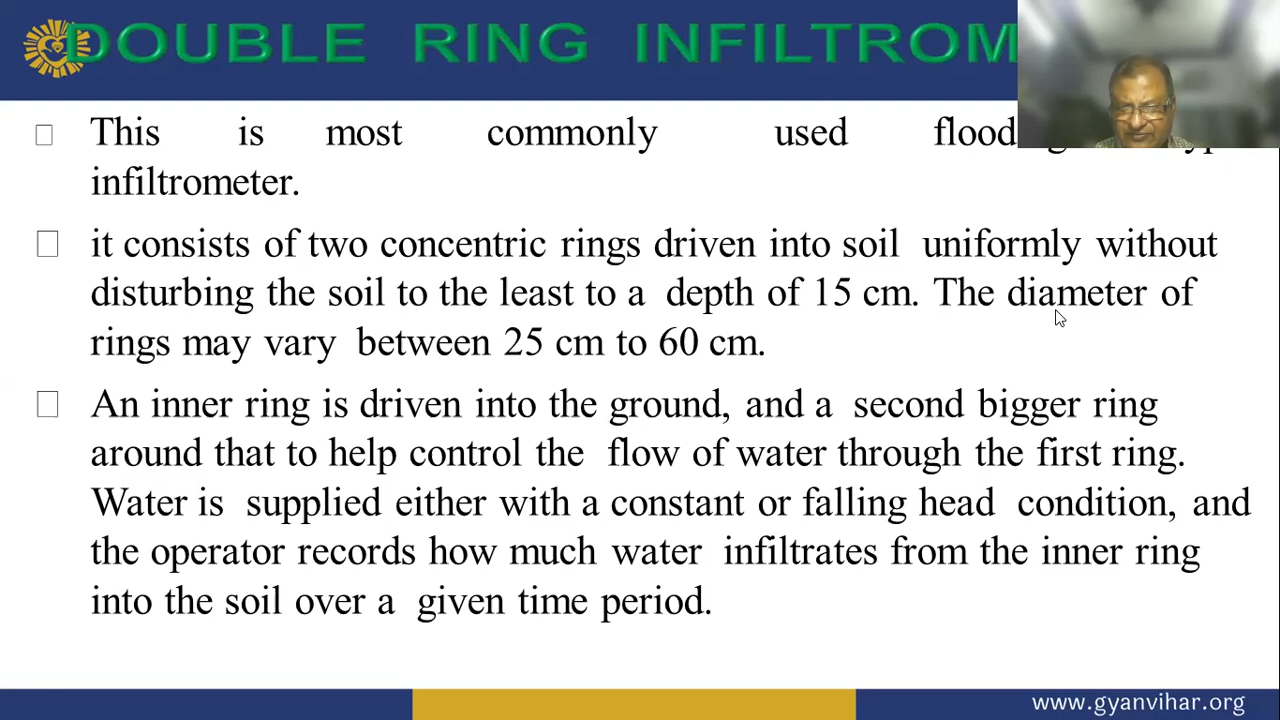 DOUBLE RING INFILTROM
This is most commonly used flood
infiltrometer.
it consists of two concentric rings driven into soil uniformly without
disturbing the soil to the least to a depth of 15 cm. The diameter of
rings may vary between 25 cm to 60 cm.
An inner ring is driven into the ground, and a second bigger ring
around that to help control the flow of water through the first ring.
Water is supplied either with a constant or falling head condition, and
the operator records how much water infiltrates from the inner ring
into the soil over a given time period.
www.gyanvihar.org